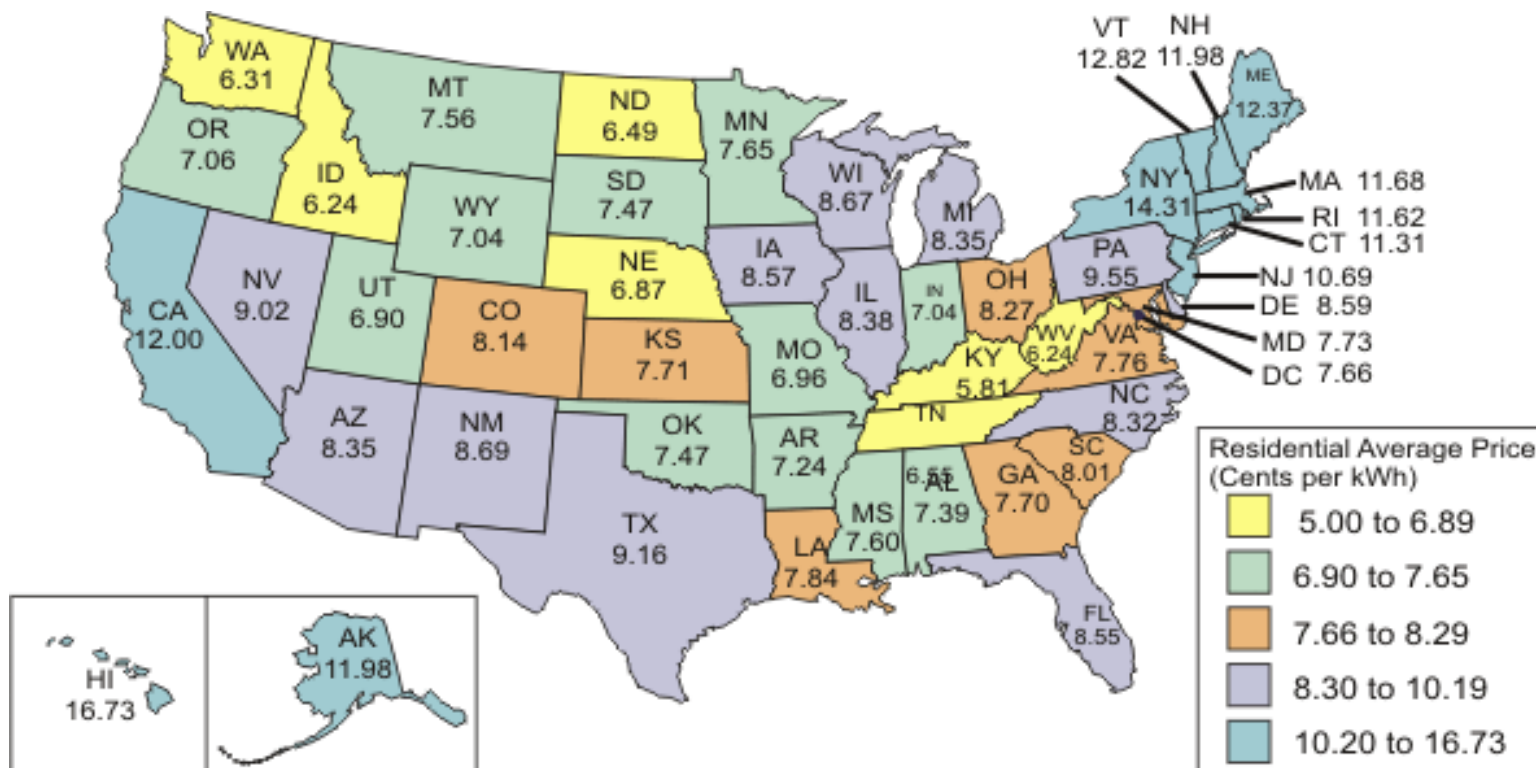 VT
12.82
NH
11.98
ME
12.37
WA
6.31
MT
7.56
ND
6.49
MN
7.65
OR
7.06
ID
6.24
WY
7.04
SD
7.47
WI
8.67
MI
8.35
NY
14.31
MA 11.68
RI 11.62
CT 11.31
NJ 10.69
DE 8.59
MD 7.73
DC 7.66
NV
9.02
UT
6.90
CA
12.00
CO
8.14
NE
6.87
KS
7.71
IA
8.57
IL
8.38
IN
7.04
OH
8.27
PA
9.55
MO
6.96
KY
5.81
WV
6.24
VA
7.76
AZ
8.35
NM
8.69
OK
7.47
AR
7.24
TN
6.55
NC
8.32
SC
8.01
TX
9.16
LA
7.84
MS
7.60
AL
7.39
GA
7.70
FL
8.55
HI
16.73
AK
11.98
Residential Average Price
(Cents per kWh)
5.00 to 6.89
6.90 to 7.65
7.66 to 8.29
8.30 to 10.19
10.20 to 16.73